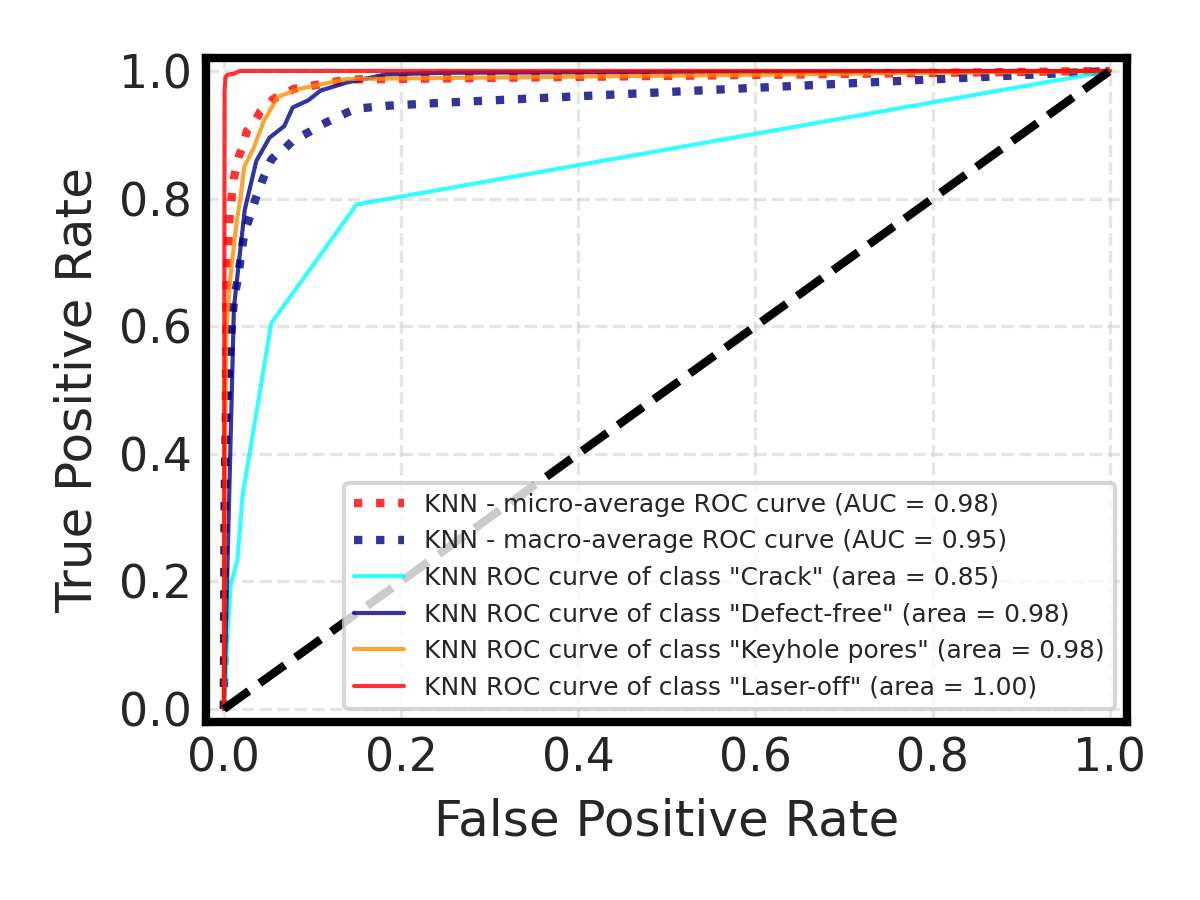 1.0
0.8
0.6
0.4
0.2
0.0
True Positive Rate
KNN - micro-average ROC curve (AUC = 0.98)
KNN - macro-average ROC curve (AUC = 0.95)
KNN ROC curve of class "Crack" (area = 0.85)
KNN ROC curve of class "Defect-free" (area = 0.98)
KNN ROC curve of class "Keyhole pores" (area = 0.98)
KNN ROC curve of class "Laser-off" (area = 1.00)
0.0 0.2 0.4 0.6 0.8 1.0
False Positive Rate